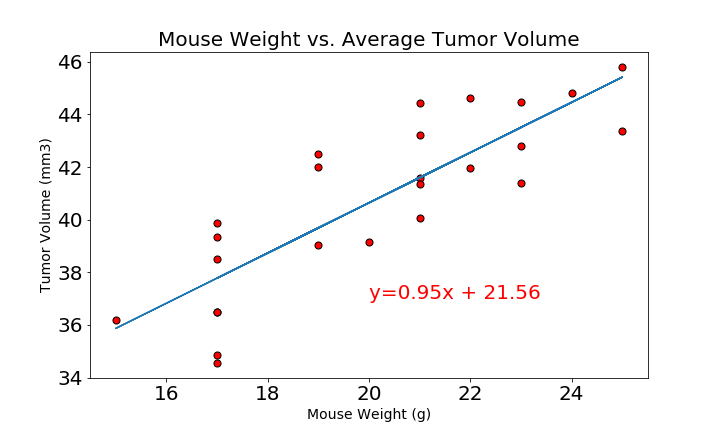 Mouse Weight vs. Average Tumor Volume
46
44
42
40
38
36
34
Tumor Volume (mm3)
y=0.95x + 21.56
16 18 20 22 24
Mouse Weight (g)